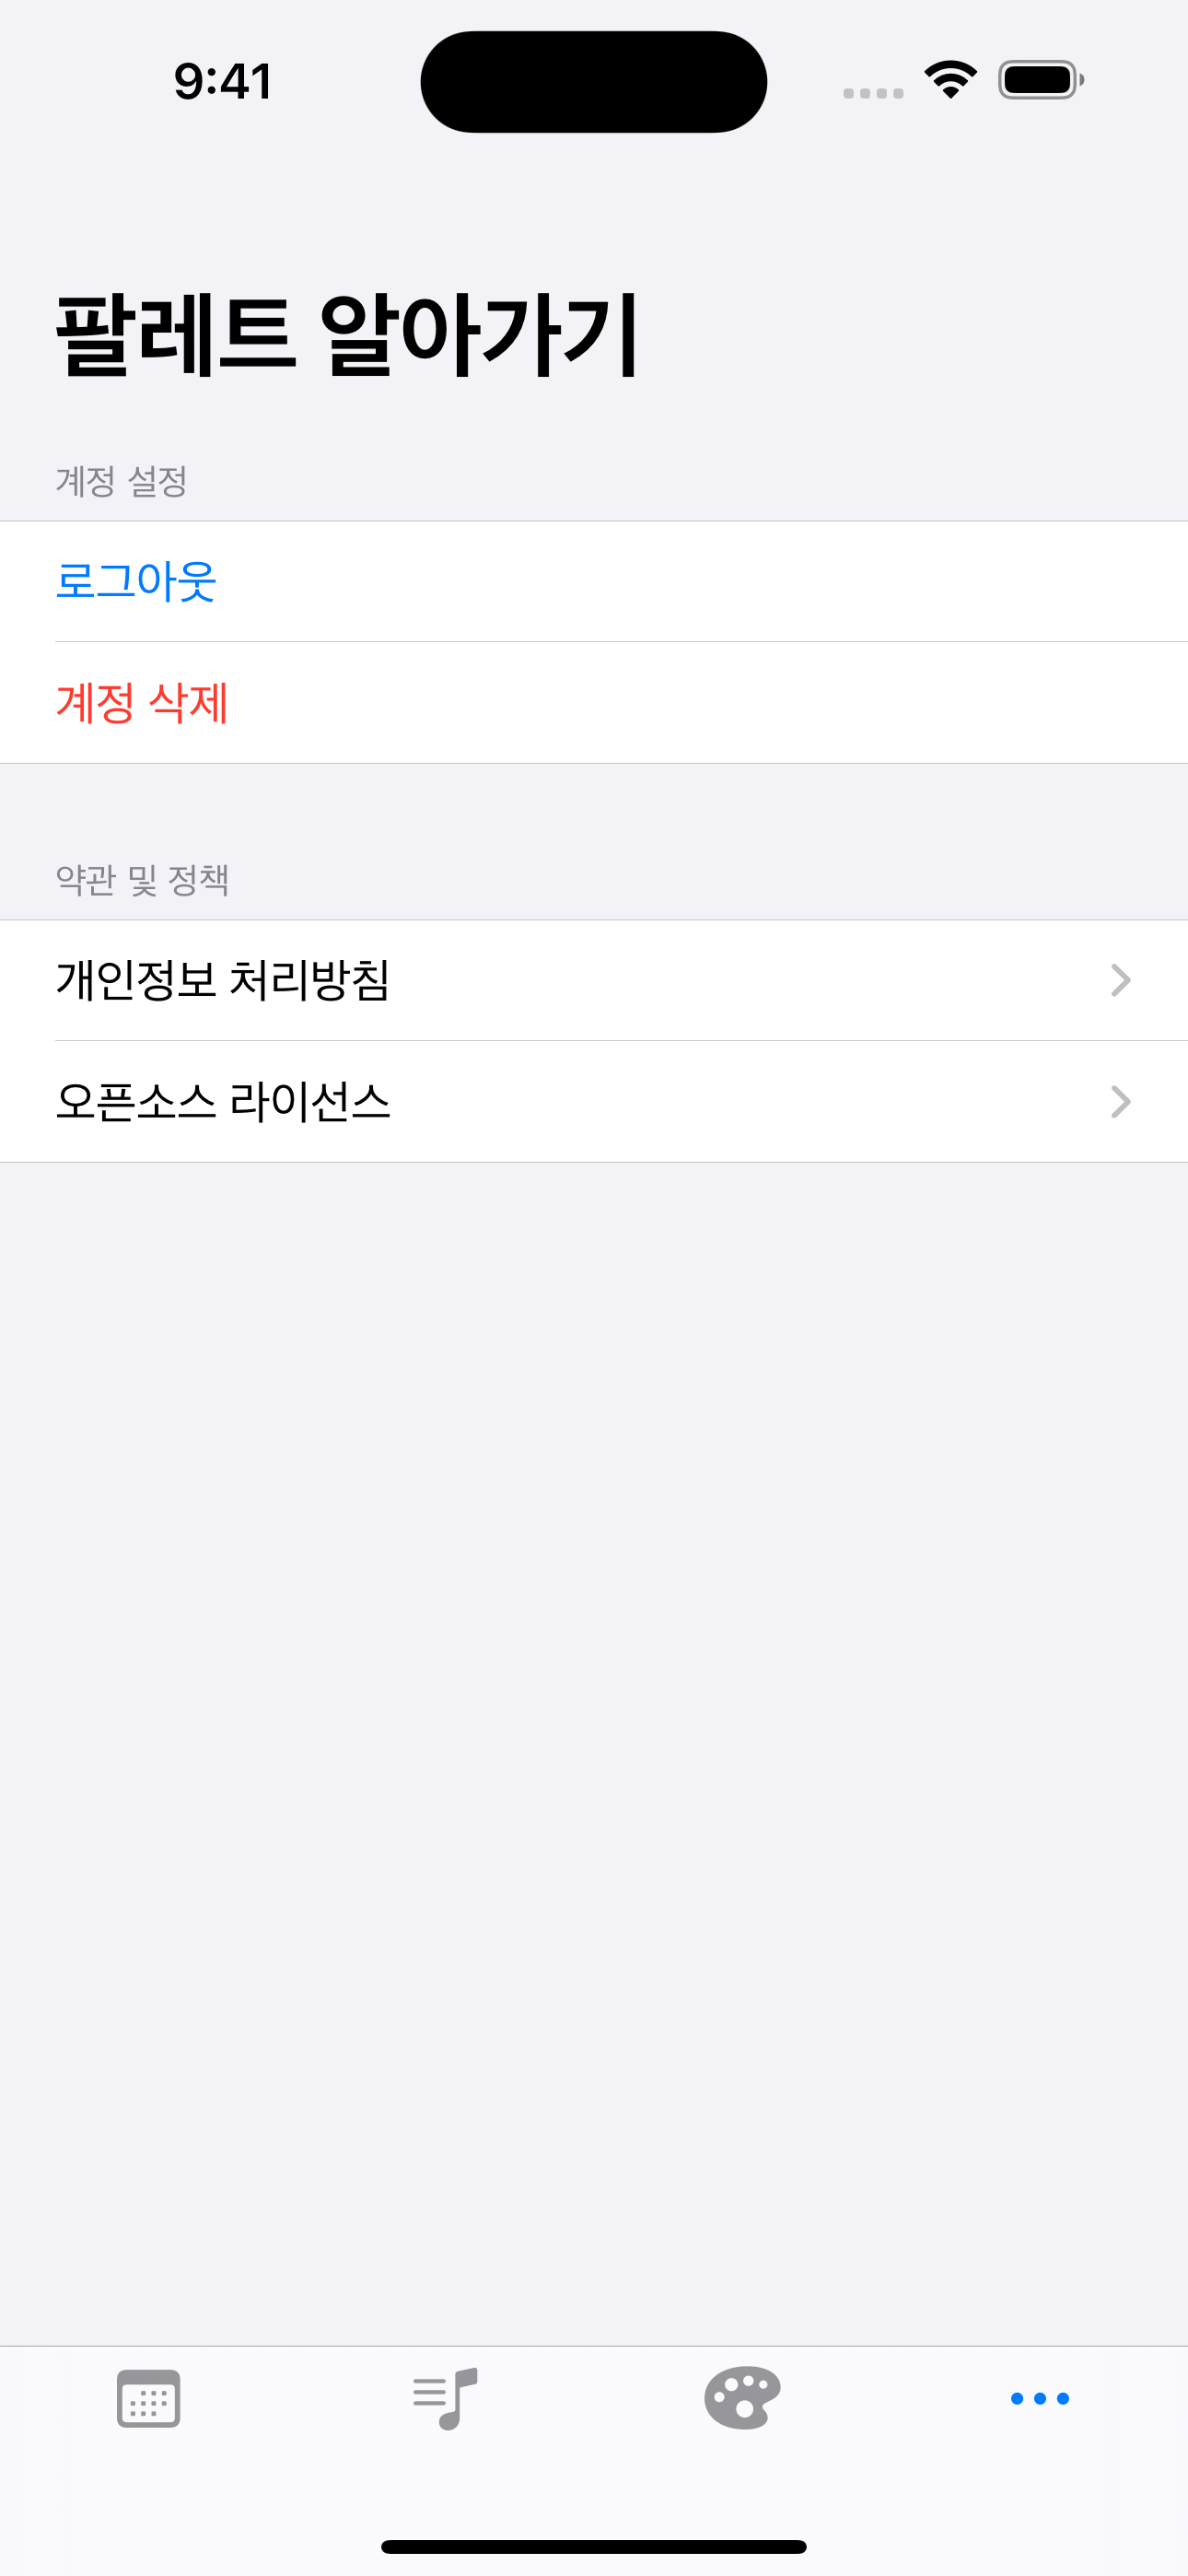 9:41
팔레트 알아가기
계정 설정
로그아웃
계정 삭제
약관 및 정책
개인정보 처리방침
오픈소스 라이선스